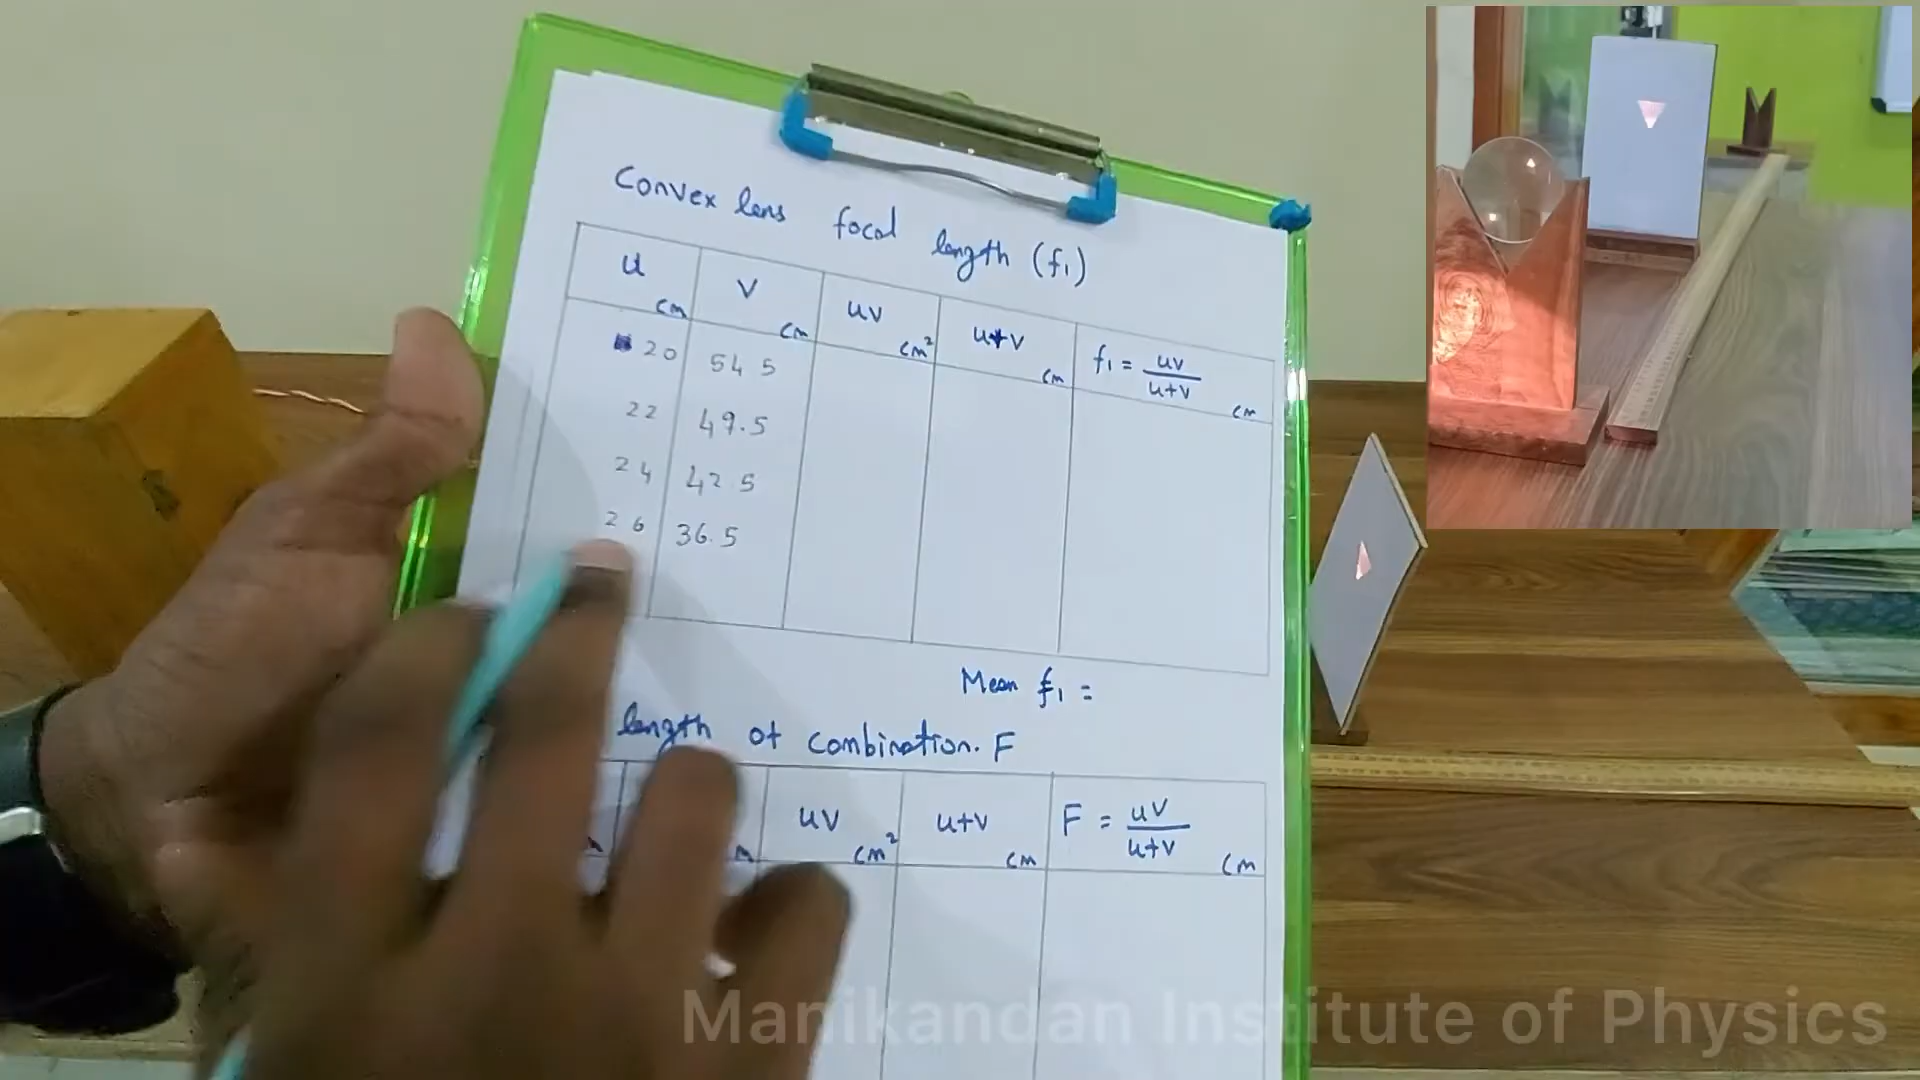 Convex lens focal length (f₁)
u cm v cm uv cm² u+v cm f₁ = uv/u+v cm
20 54 5
22 49.5
24 42 5
26 36.5
Mean f₁ =
length of combination. F
uv cm² u+v cm F = uv/u+v cm
Manikandan Institute of Physics